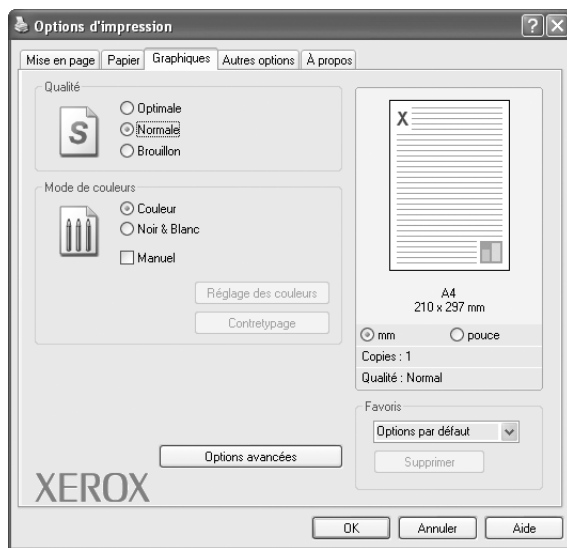 Options d'impression
Mise en page
Papier
Graphiques
Autres options
À propos
Qualité
S
Optimale
Normale
Brouillon
Mode de couleurs
Couleur
Noir & Blanc
Manuel
Réglage des couleurs
Contretypage
Options avancées
XEROX
X
A4
210 x 297 mm
mm
pouce
Copies : 1
Qualité : Normal
Favoris
Options par défaut
Supprimer
OK
Annuler
Aide